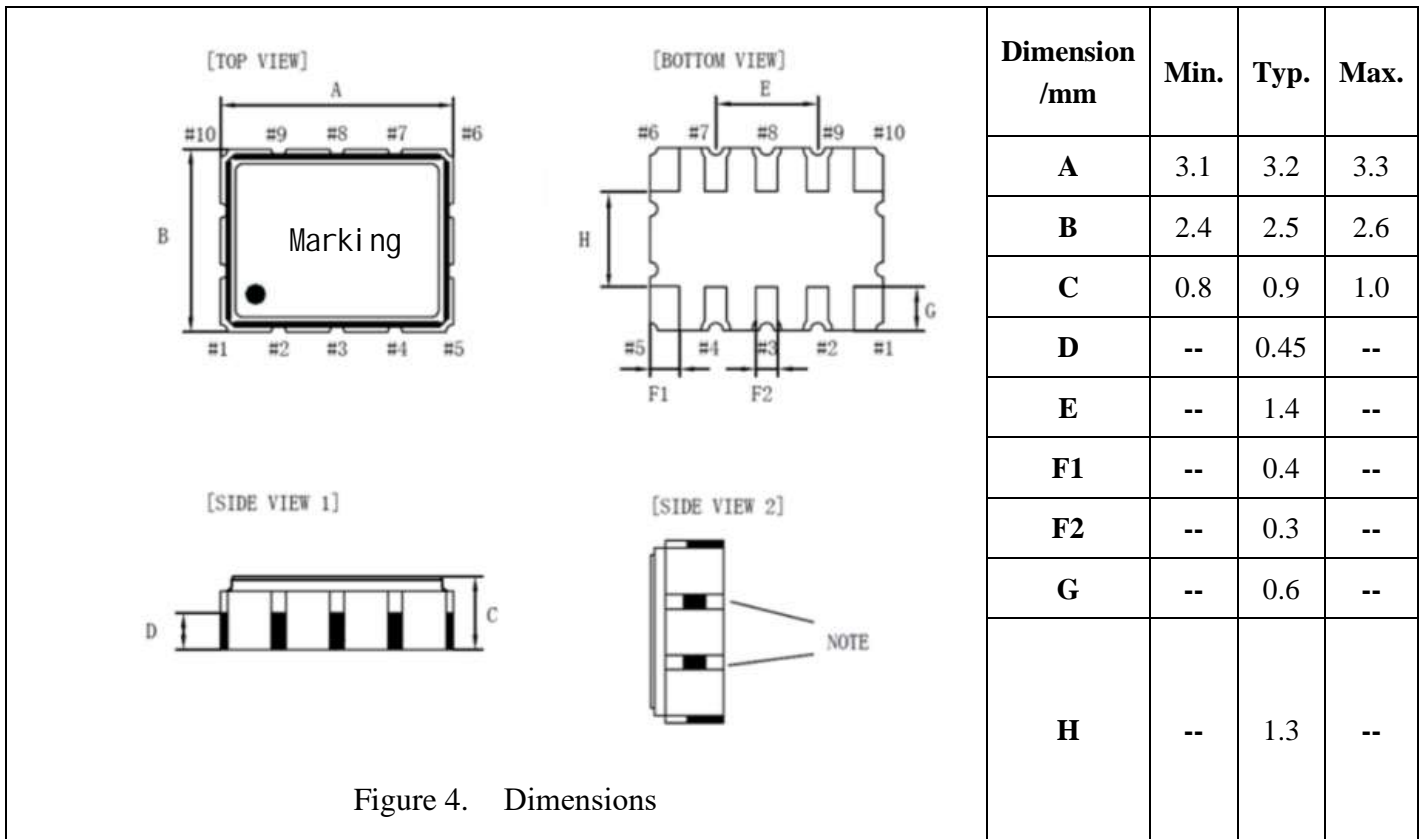 [TOP VIEW]
A
#10 #9 #8 #7 #6
B
Marking
#1 #2 #3 #4 #5
[BOTTOM VIEW]
E
#6 #7 #8 #9 #10
H
G
#5 #4 #3 #2 #1
F1 F2
[SIDE VIEW 1]
D
C
[SIDE VIEW 2]
NOTE
Figure 4. Dimensions
Dimension /mm Min. Typ. Max.
A 3.1 3.2 3.3
B 2.4 2.5 2.6
C 0.8 0.9 1.0
D -- 0.45 --
E -- 1.4 --
F1 -- 0.4 --
F2 -- 0.3 --
G -- 0.6 --
H -- 1.3 --